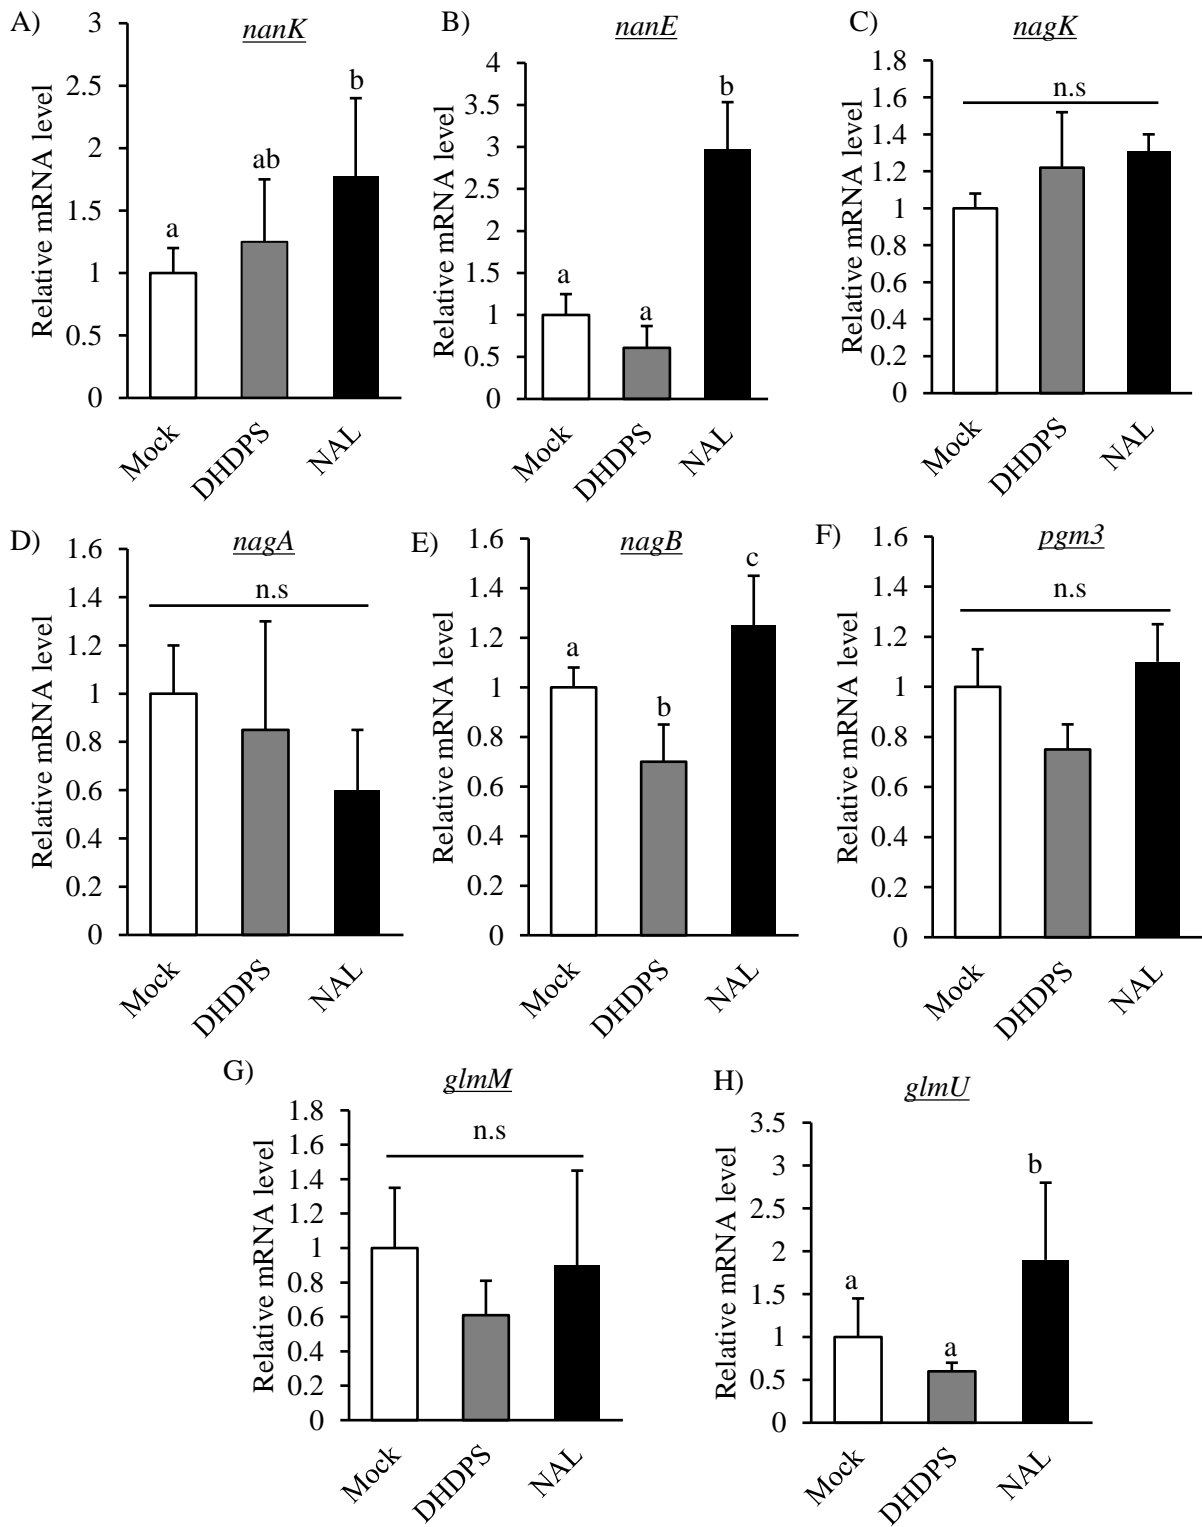 A)
nanK
Relative mRNA level
3
2.5
2
1.5
1
0.5
0
a
ab
b
Mock
DHDPS
NAL
B)
nanE
Relative mRNA level
4
3.5
3
2.5
2
1.5
1
0.5
0
a
a
b
Mock
DHDPS
NAL
C)
nagK
Relative mRNA level
1.8
1.6
1.4
1.2
1
0.8
0.6
0.4
0.2
0
n.s
Mock
DHDPS
NAL
D)
nagA
Relative mRNA level
1.6
1.4
1.2
1
0.8
0.6
0.4
0.2
0
n.s
Mock
DHDPS
NAL
E)
nagB
Relative mRNA level
1.6
1.4
1.2
1
0.8
0.6
0.4
0.2
0
a
b
c
Mock
DHDPS
NAL
F)
pgm3
Relative mRNA level
1.6
1.4
1.2
1
0.8
0.6
0.4
0.2
0
n.s
Mock
DHDPS
NAL
G)
glmM
Relative mRNA level
1.8
1.6
1.4
1.2
1
0.8
0.6
0.4
0.2
0
n.s
Mock
DHDPS
NAL
H)
glmU
Relative mRNA level
3.5
3
2.5
2
1.5
1
0.5
0
a
a
b
Mock
DHDPS
NAL